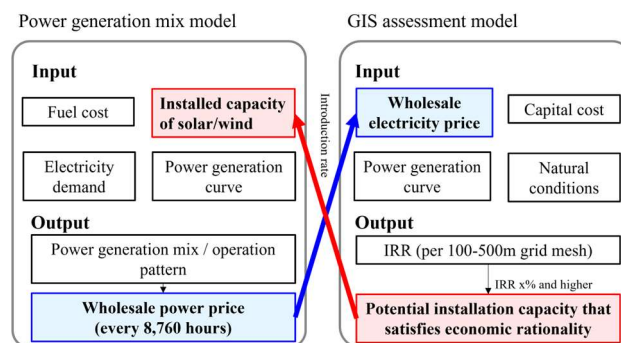 Power generation mix model
Input
Fuel cost
Installed capacity
of solar/wind
Electricity
demand
Power generation
curve
Output
Power generation mix / operation
pattern
Wholesale power price
(every 8,760 hours)
Introduction rate
GIS assessment model
Input
Wholesale
electricity price
Capital cost
Power generation
curve
Natural
conditions
Output
IRR (per 100-500m grid mesh)
IRR x% and higher
Potential installation capacity that
satisfies economic rationality